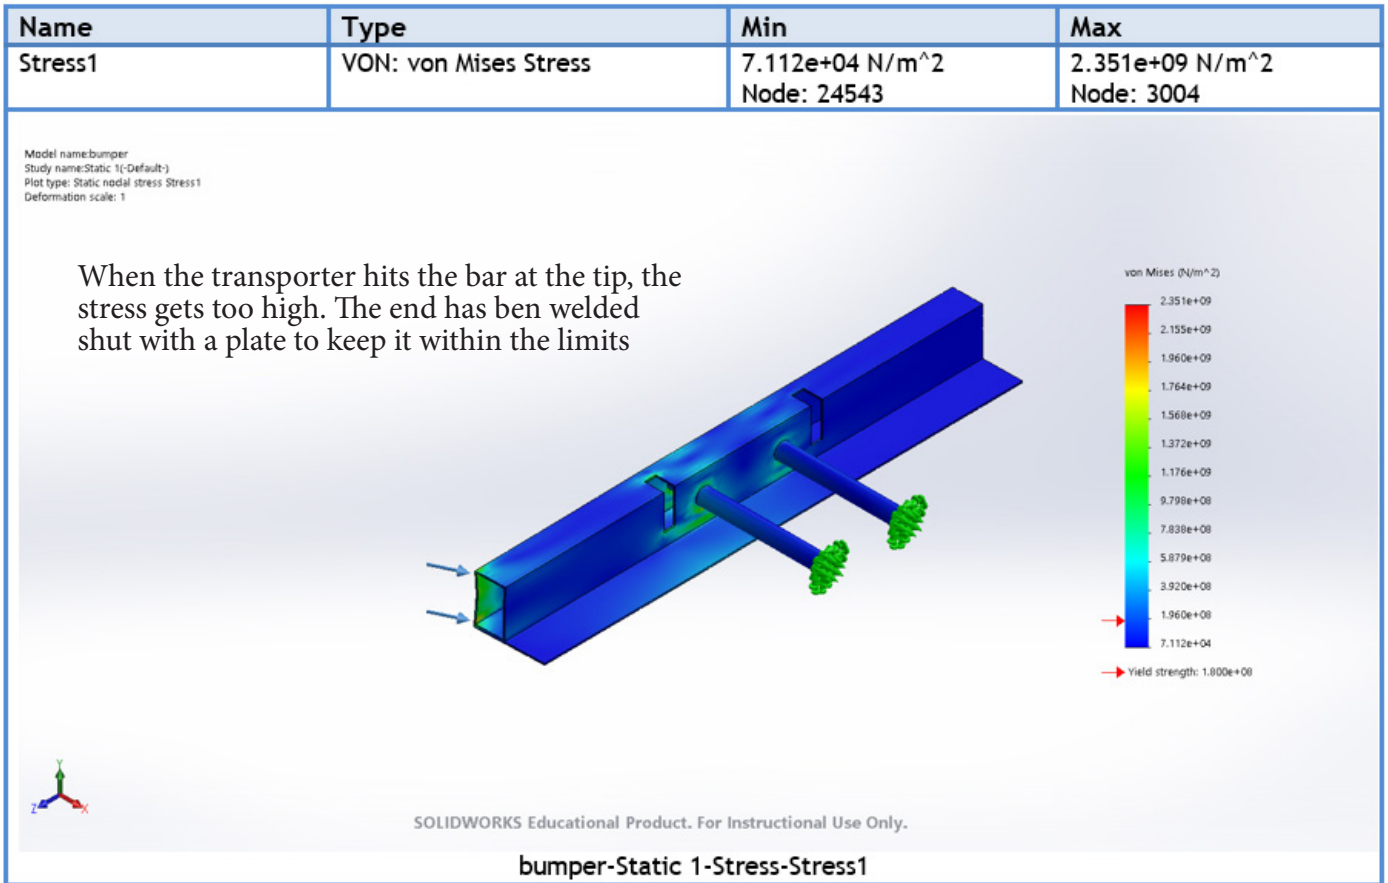 Name Type Min Max
Stress1 VON: von Mises Stress 7.112e+04 N/m^2 2.351e+09 N/m^2
Node: 24543 Node: 3004
Model name:bumper
Study name:Static 1(-Default-)
Plot type: Static nodal stress Stress1
Deformation scale: 1
When the transporter hits the bar at the tip, the
stress gets too high. The end has ben welded
shut with a plate to keep it within the limits
von Mises (N/m^2)
2.351e+09
2.155e+09
1.960e+09
1.764e+09
1.568e+09
1.372e+09
1.176e+09
9.798e+08
7.838e+08
5.879e+08
3.920e+08
1.960e+08
7.112e+04
Yield strength: 1.800e+08
Y
Z X
SOLIDWORKS Educational Product. For Instructional Use Only.
bumper-Static 1-Stress-Stress1